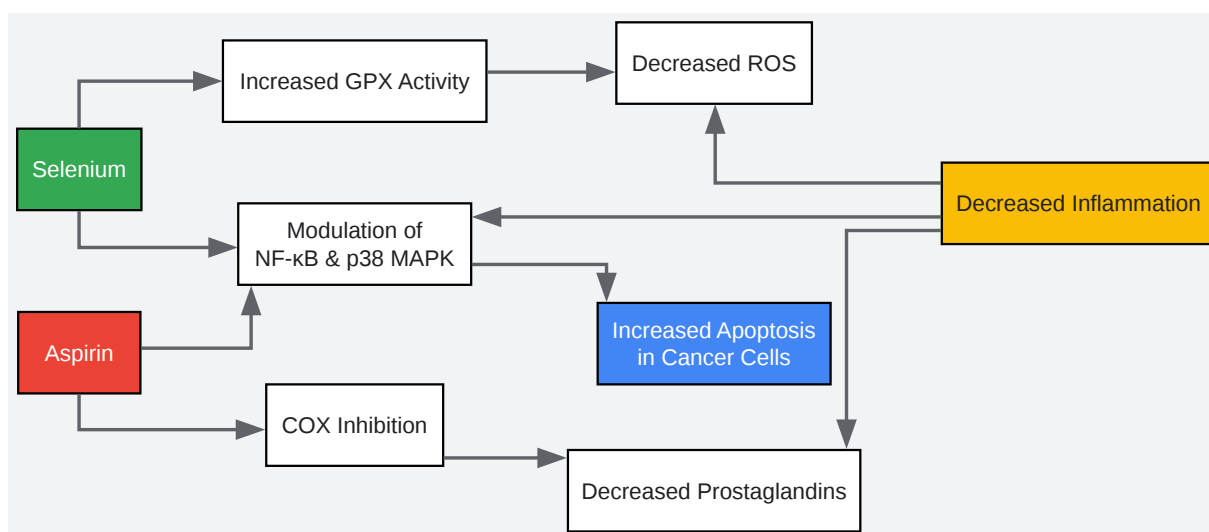 Increased GPX Activity
Decreased ROS
Selenium
Modulation of
NF-κB & p38 MAPK
Decreased Inflammation
Aspirin
Increased Apoptosis
in Cancer Cells
COX Inhibition
Decreased Prostaglandins